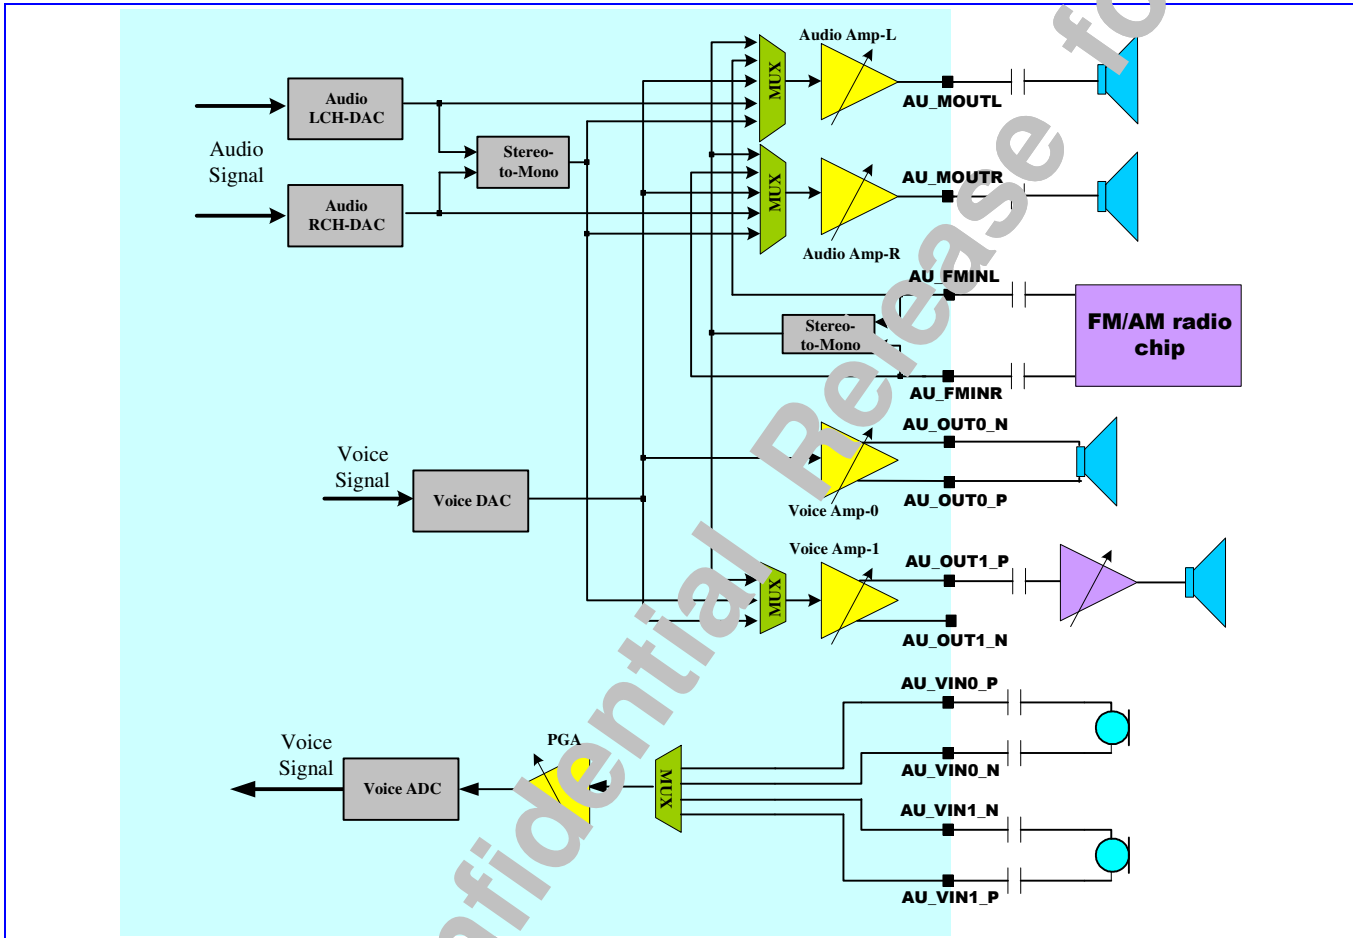 Audio Amp-L
MUX
AU_MOUTL
Audio
LCH-DAC
Audio
Signal
Stereo-
to-Mono
Audio
RCH-DAC
MUX
AU_MOUTR
Audio Amp-R
AU_FMINL
Stereo-
to-Mono
FM/AM radio
chip
AU_FMINR
AU_OUT0_N
Voice
Signal
Voice DAC
AU_OUT0_P
Voice Amp-0
Voice Amp-1
MUX
AU_OUT1_P
AU_OUT1_N
AU_VIN0_P
Voice
Signal
PGA
Voice ADC
MUX
AU_VIN0_N
AU_VIN1_N
AU_VIN1_P
nfidential Release fo